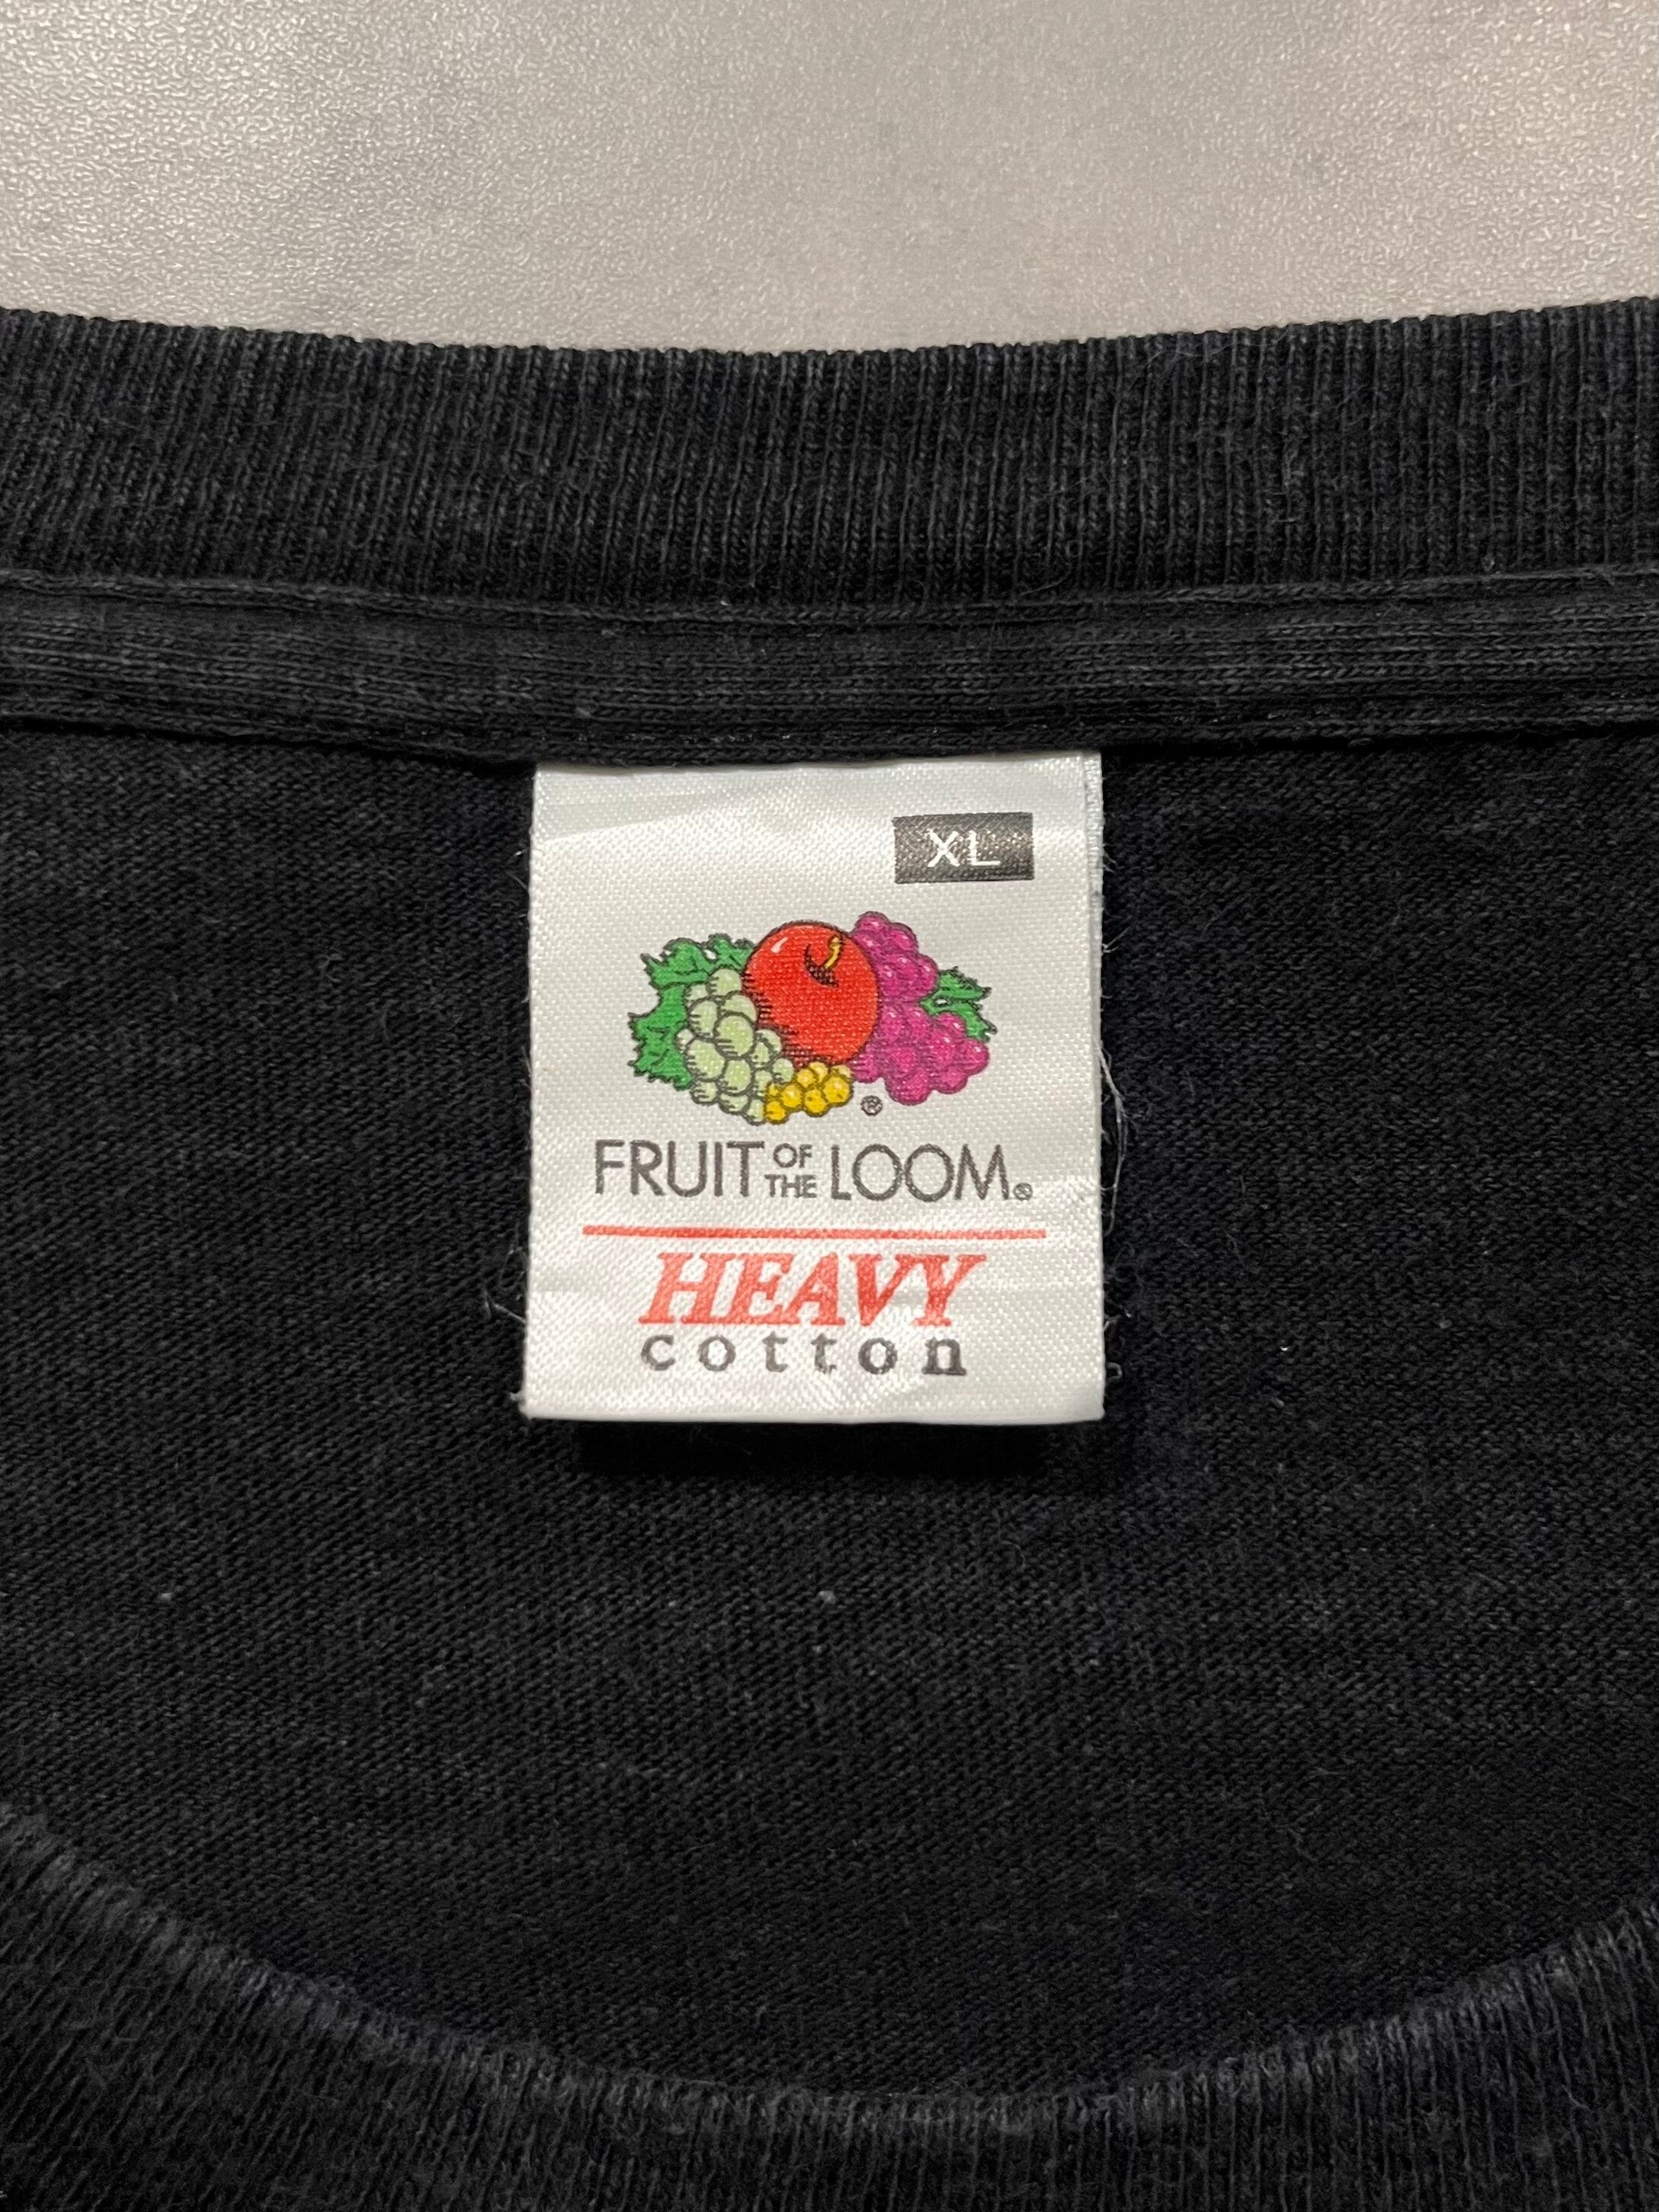 XL
®
FRUIT OF THE LOOM®
HEAVY
cotton